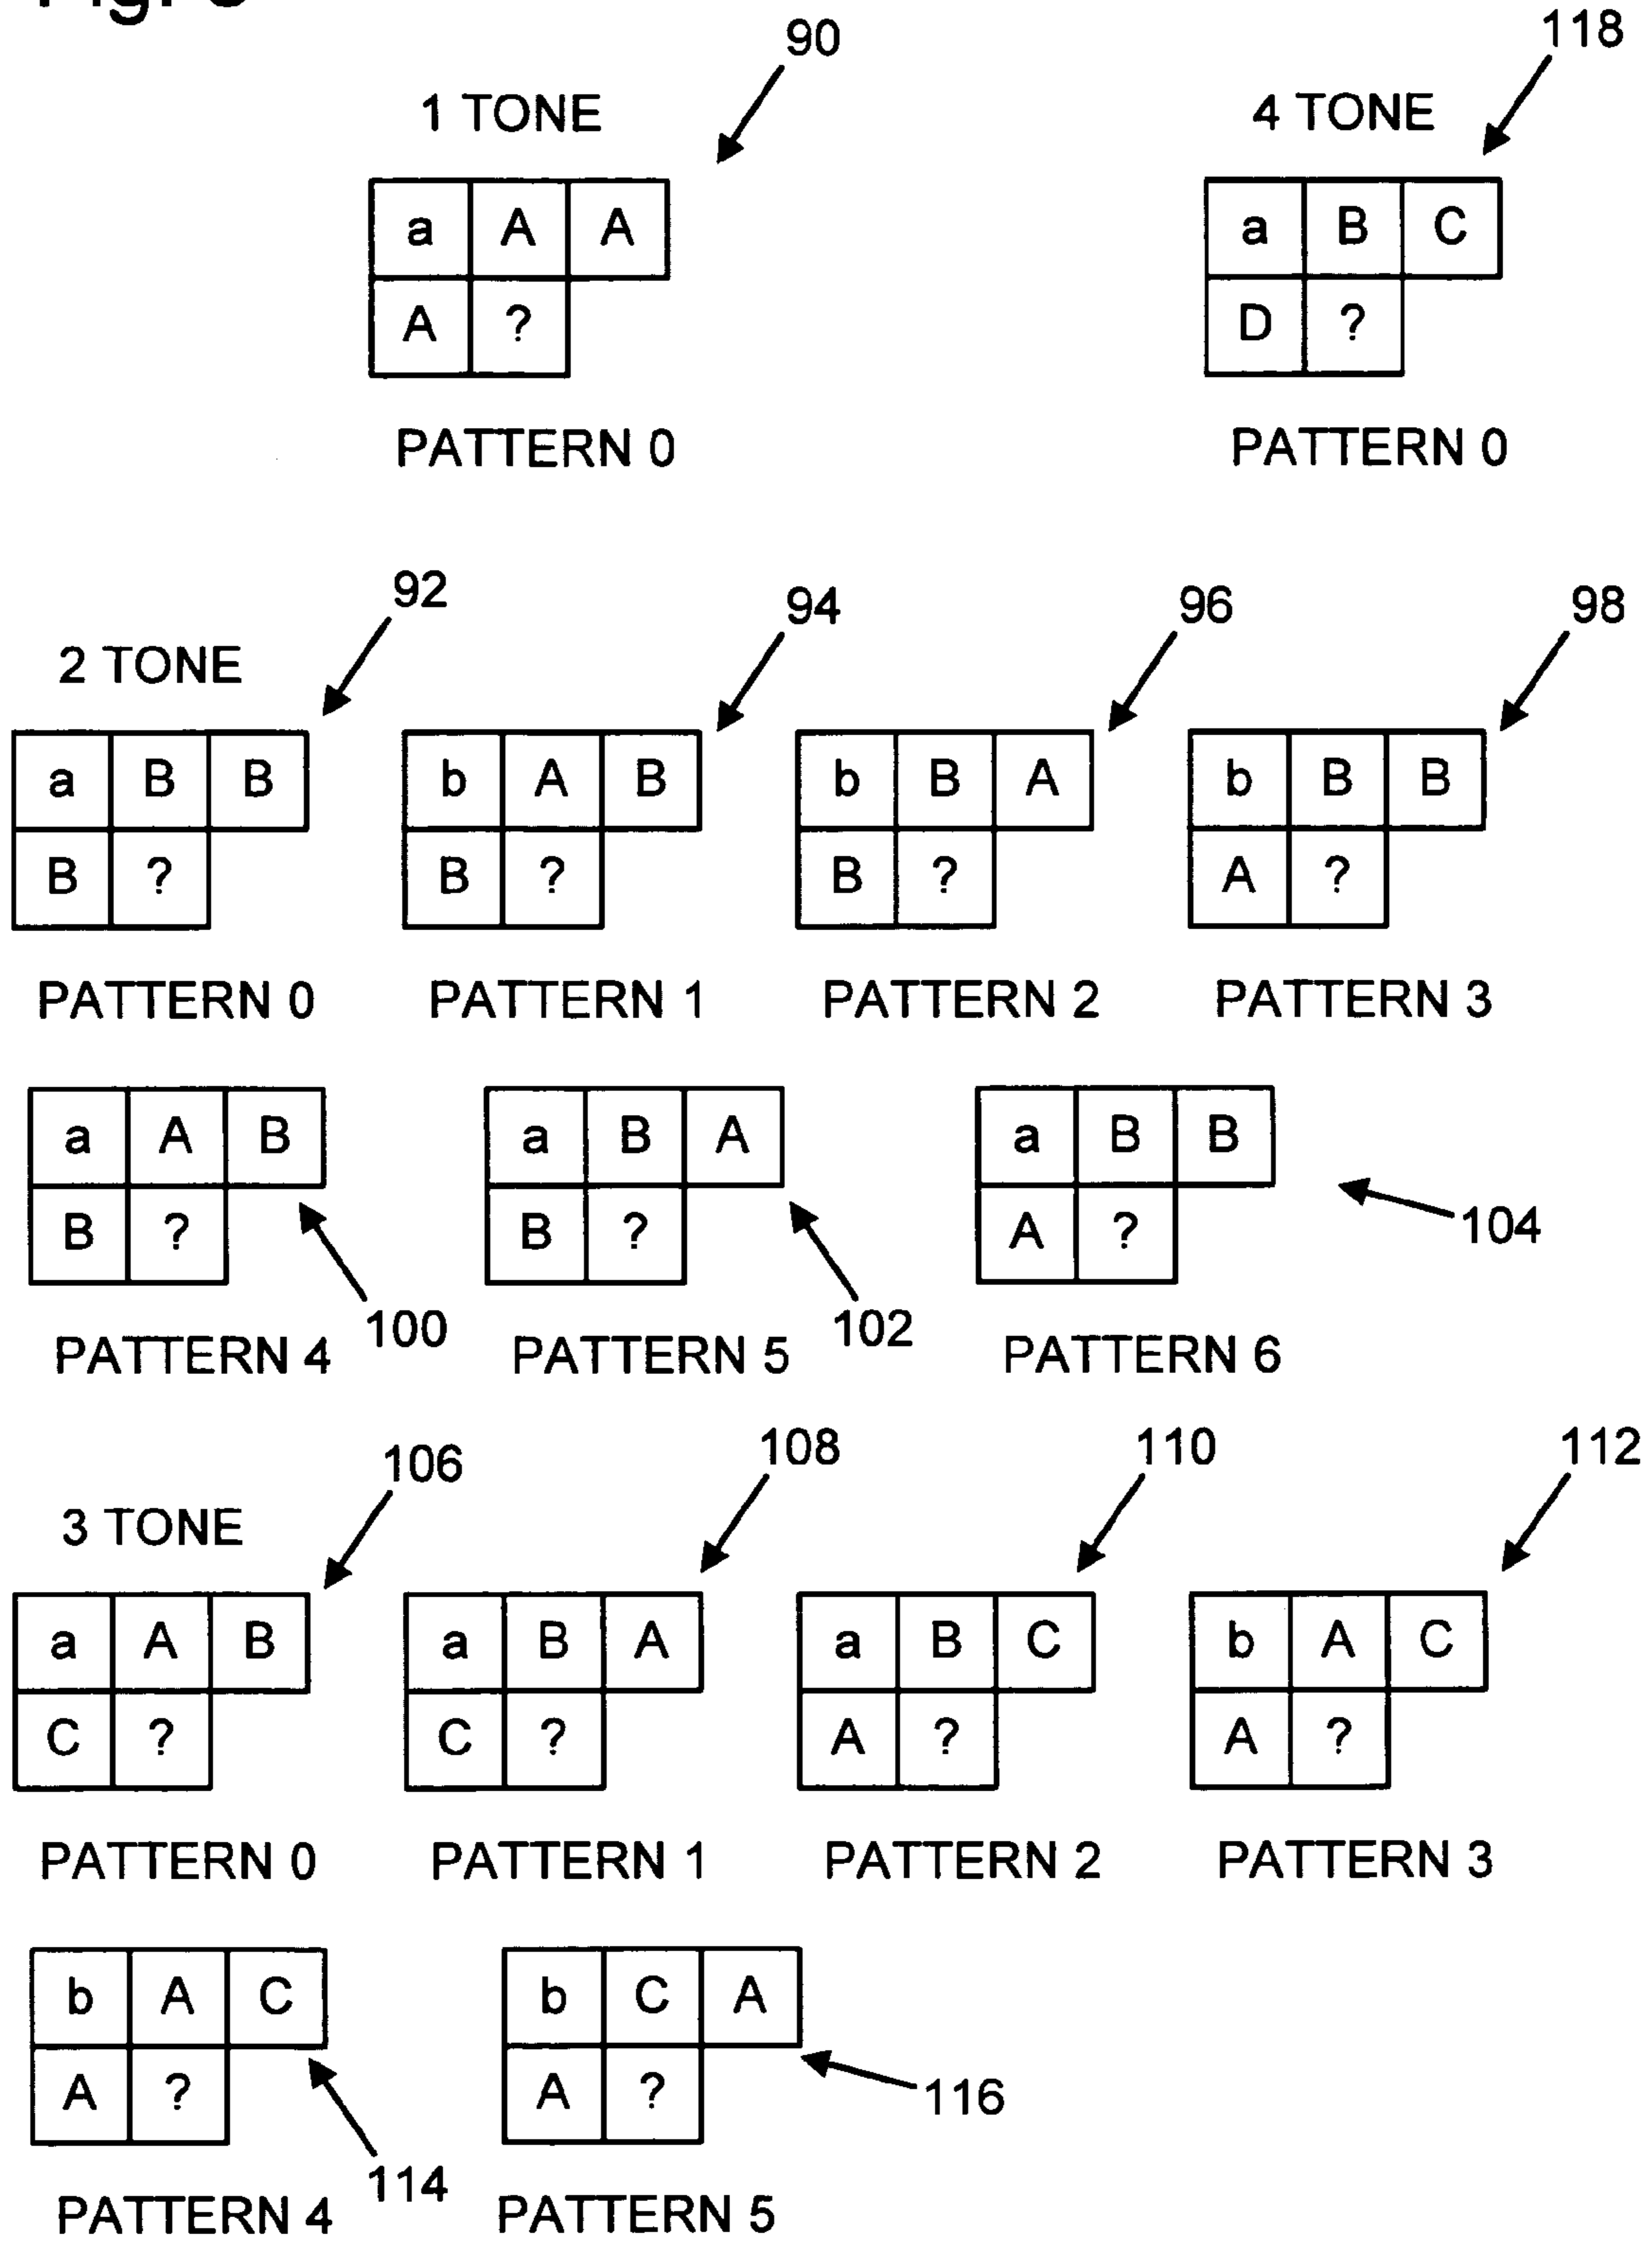 90
118
1 TONE
4 TONE
a A A
A ?
a B C
D ?
PATTERN 0
PATTERN 0
92
94
96
98
2 TONE
a B B
B ?
b A B
B ?
b B A
B ?
b B B
A ?
PATTERN 0
PATTERN 1
PATTERN 2
PATTERN 3
a A B
B ?
a B A
B ?
a B B
A ?
100
102
104
PATTERN 4
PATTERN 5
PATTERN 6
106
108
110
112
3 TONE
a A B
C ?
a B A
C ?
a B C
A ?
b A C
A ?
PATTERN 0
PATTERN 1
PATTERN 2
PATTERN 3
b A C
A ?
b C A
A ?
114
116
PATTERN 4
PATTERN 5